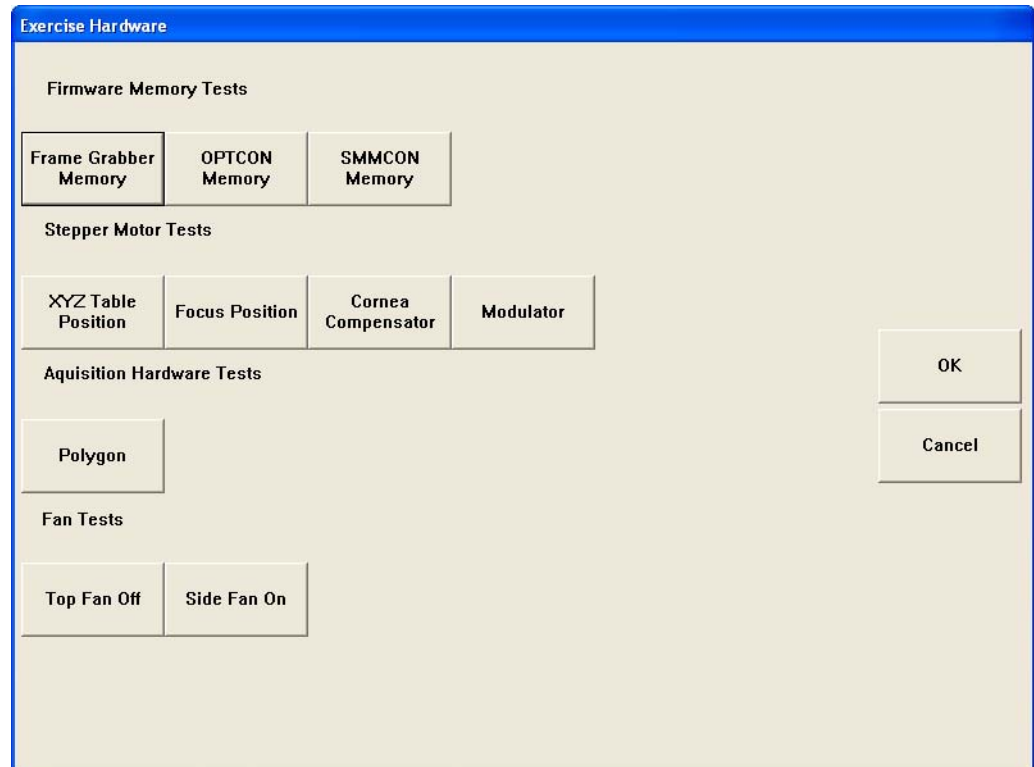 Exercise Hardware
Firmware Memory Tests
Frame Grabber
Memory
OPTCON
Memory
SMMCON
Memory
Stepper Motor Tests
XYZ Table
Position
Focus Position
Cornea
Compensator
Modulator
Aquisition Hardware Tests
OK
Polygon
Cancel
Fan Tests
Top Fan Off
Side Fan On